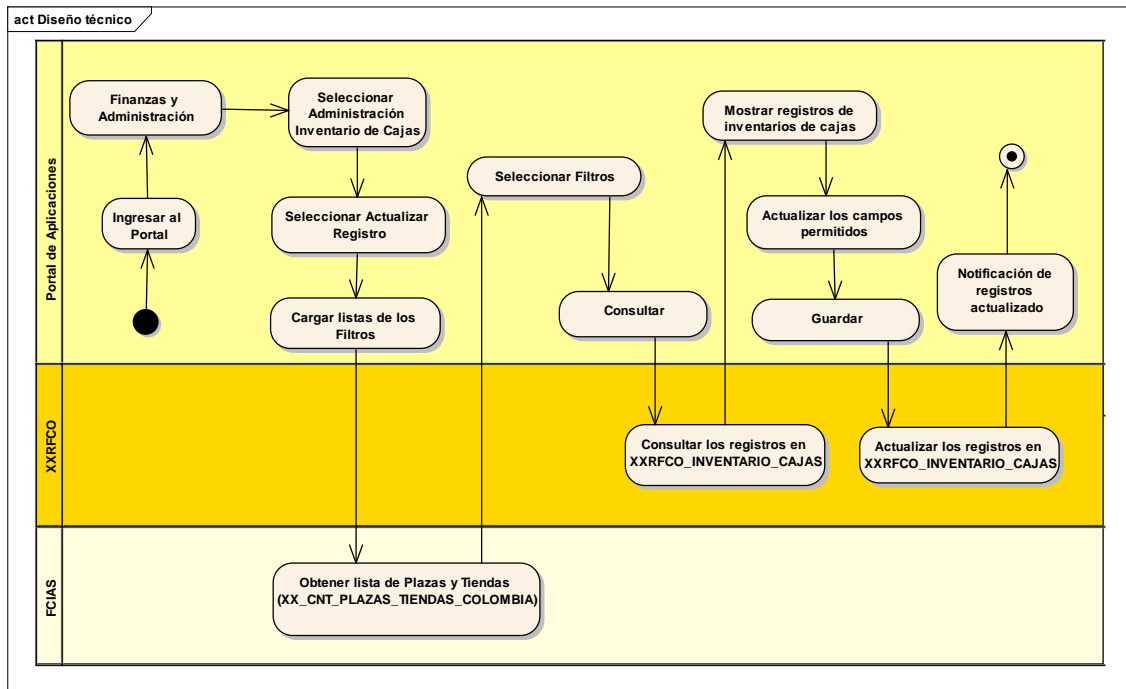 act Diseño técnico
Portal de Aplicaciones
Finanzas y
Administración
Seleccionar
Administración
Inventario de Cajas
Ingresar al
Portal
Seleccionar Actualizar
Registro
Cargar listas de los
Filtros
Seleccionar Filtros
Consultar
Mostrar registros de
inventarios de cajas
Actualizar los campos
permitidos
Guardar
Notificación de
registros
actualizado
XXRFCO
Consultar los registros en
XXRFCO_INVENTARIO_CAJAS
Actualizar los registros en
XXRFCO_INVENTARIO_CAJAS
FCIAS
Obtener lista de Plazas y Tiendas
(XX_CNT_PLAZAS_TIENDAS_COLOMBIA)